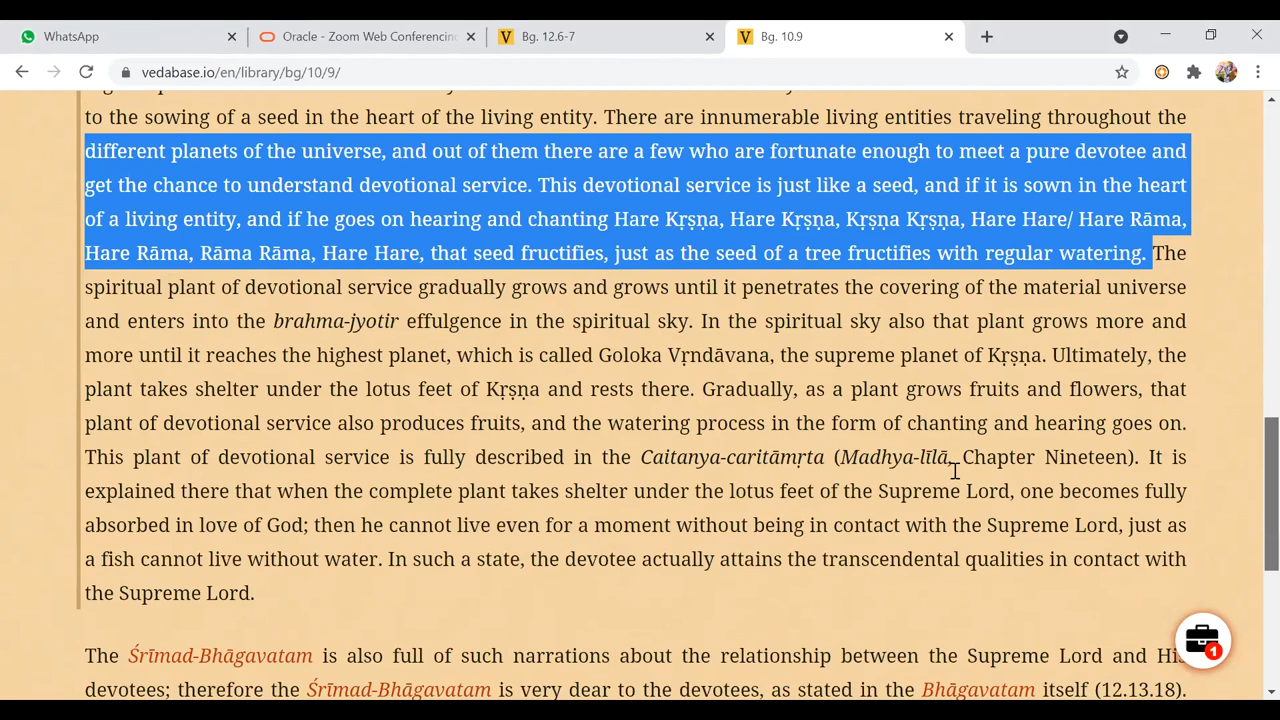 WhatsApp
Oracle - Zoom Web Conferencing
Bg. 12.6-7
Bg. 10.9
vedabase.io/en/library/bg/10/9/
to the sowing of a seed in the heart of the living entity. There are innumerable living entities traveling throughout the
different planets of the universe, and out of them there are a few who are fortunate enough to meet a pure devotee and
get the chance to understand devotional service. This devotional service is just like a seed, and if it is sown in the heart
of a living entity, and if he goes on hearing and chanting Hare Kṛṣṇa, Hare Kṛṣṇa, Kṛṣṇa Kṛṣṇa, Hare Hare/ Hare Rāma,
Hare Rāma, Rāma Rāma, Hare Hare, that seed fructifies, just as the seed of a tree fructifies with regular watering. The
spiritual plant of devotional service gradually grows and grows until it penetrates the covering of the material universe
and enters into the brahma-jyotir effulgence in the spiritual sky. In the spiritual sky also that plant grows more and
more until it reaches the highest planet, which is called Goloka Vṛndāvana, the supreme planet of Kṛṣṇa. Ultimately, the
plant takes shelter under the lotus feet of Kṛṣṇa and rests there. Gradually, as a plant grows fruits and flowers, that
plant of devotional service also produces fruits, and the watering process in the form of chanting and hearing goes on.
This plant of devotional service is fully described in the Caitanya-caritāmṛta (Madhya-līlā, Chapter Nineteen). It is
explained there that when the complete plant takes shelter under the lotus feet of the Supreme Lord, one becomes fully
absorbed in love of God; then he cannot live even for a moment without being in contact with the Supreme Lord, just as
a fish cannot live without water. In such a state, the devotee actually attains the transcendental qualities in contact with
the Supreme Lord.
1
The Śrīmad-Bhāgavatam is also full of such narrations about the relationship between the Supreme Lord and His
devotees; therefore the Śrīmad-Bhāgavatam is very dear to the devotees, as stated in the Bhāgavatam itself (12.13.18).